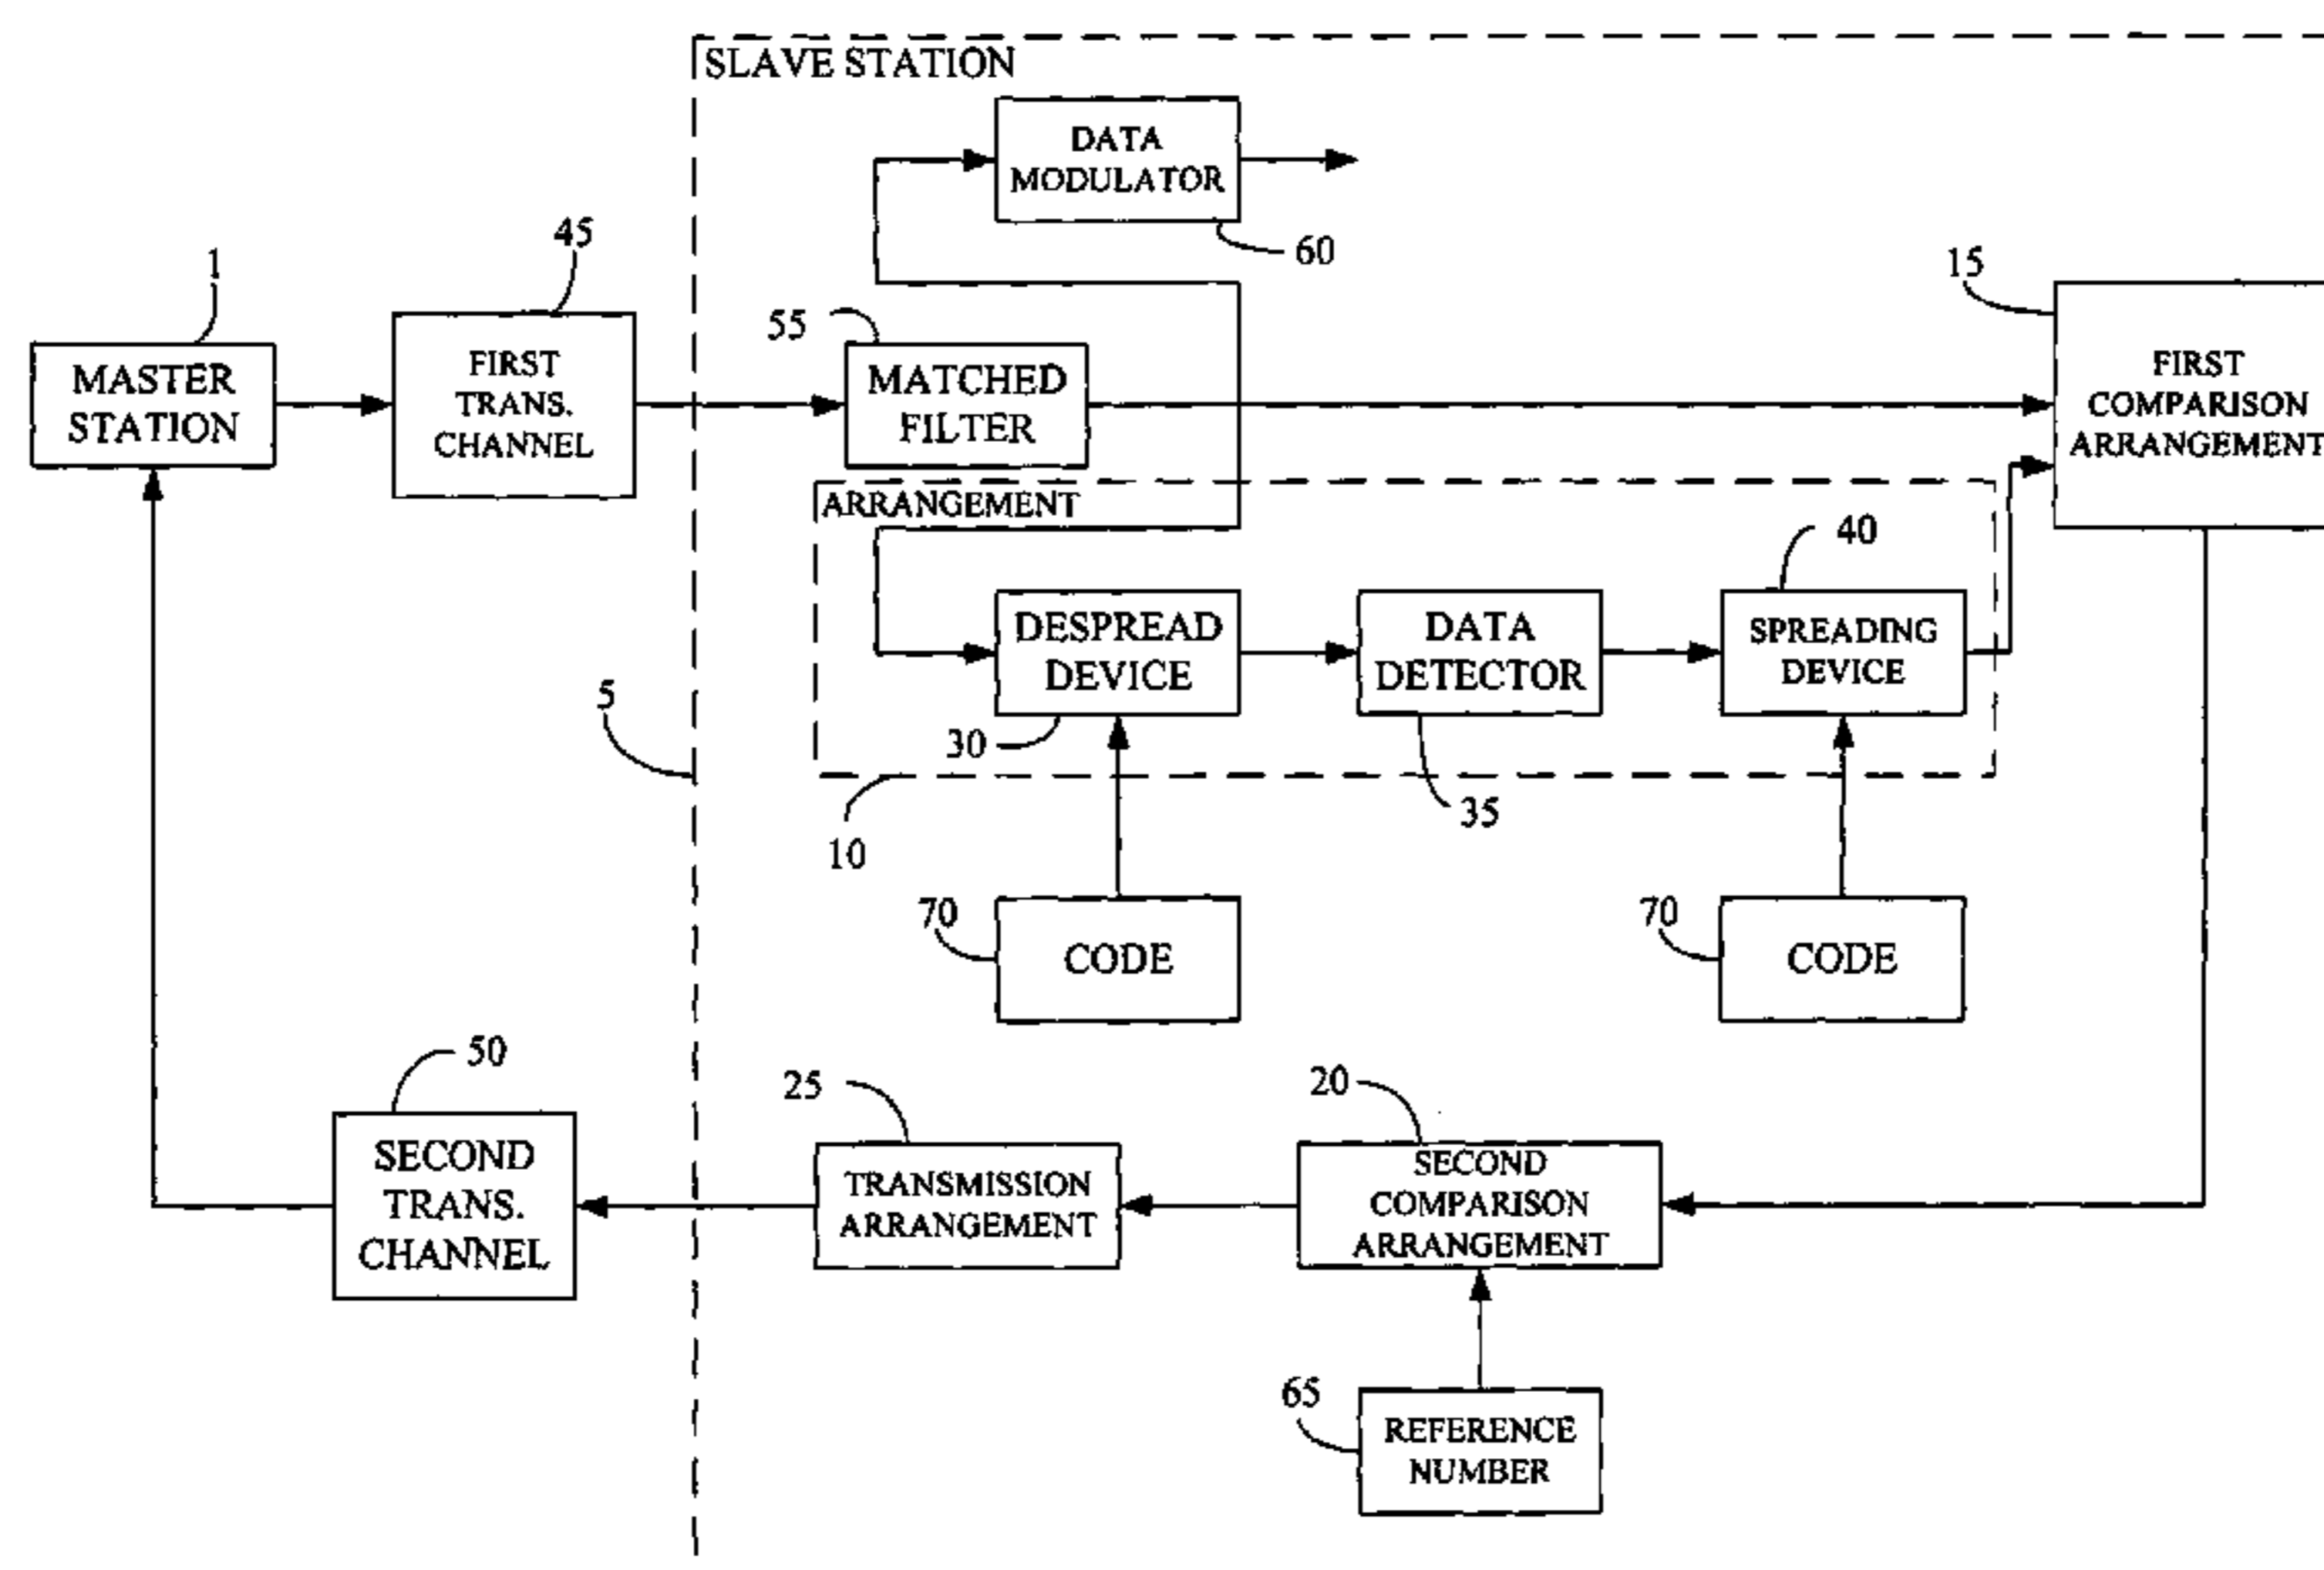 SLAVE STATION
DATA
MODULATOR
60
1
45
15
55
MASTER
STATION
FIRST
TRANS.
CHANNEL
MATCHED
FILTER
FIRST
COMPARISON
ARRANGEMENT
ARRANGEMENT
40
DESPREAD
DEVICE
DATA
DETECTOR
SPREADING
DEVICE
5
30
35
10
70
CODE
70
CODE
50
25
20
SECOND
TRANS.
CHANNEL
TRANSMISSION
ARRANGEMENT
SECOND
COMPARISON
ARRANGEMENT
65
REFERENCE
NUMBER